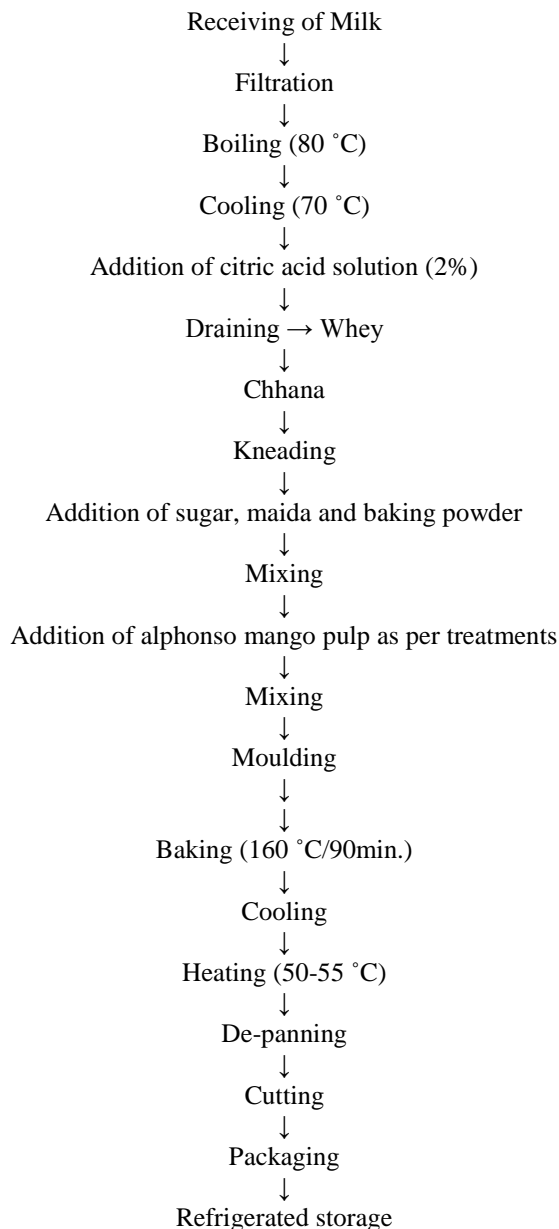 Receiving of Milk
↓
Filtration
↓
Boiling (80 ˚C)
↓
Cooling (70 ˚C)
↓
Addition of citric acid solution (2%)
↓
Draining → Whey
↓
Chhana
↓
Kneading
↓
Addition of sugar, maida and baking powder
↓
Mixing
↓
Addition of alphonso mango pulp as per treatments
↓
Mixing
↓
Moulding
↓
↓
Baking (160 ˚C/90min.)
↓
Cooling
↓
Heating (50-55 ˚C)
↓
De-panning
↓
Cutting
↓
Packaging
↓
Refrigerated storage